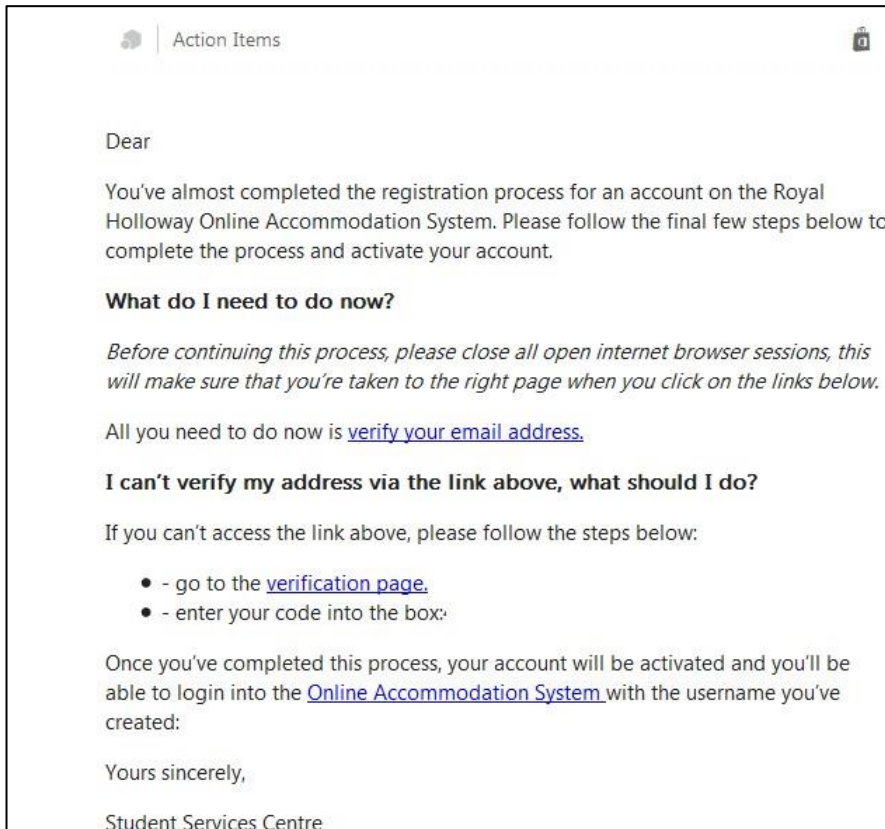 Action Items
Dear
You've almost completed the registration process for an account on the Royal
Holloway Online Accommodation System. Please follow the final few steps below to
complete the process and activate your account.
What do I need to do now?
Before continuing this process, please close all open internet browser sessions, this
will make sure that you're taken to the right page when you click on the links below.
All you need to do now is verify your email address.
I can't verify my address via the link above, what should I do?
If you can't access the link above, please follow the steps below:
- go to the verification page.
- enter your code into the box:
Once you've completed this process, your account will be activated and you'll be
able to login into the Online Accommodation System with the username you've
created:
Yours sincerely,
Student Services Centre